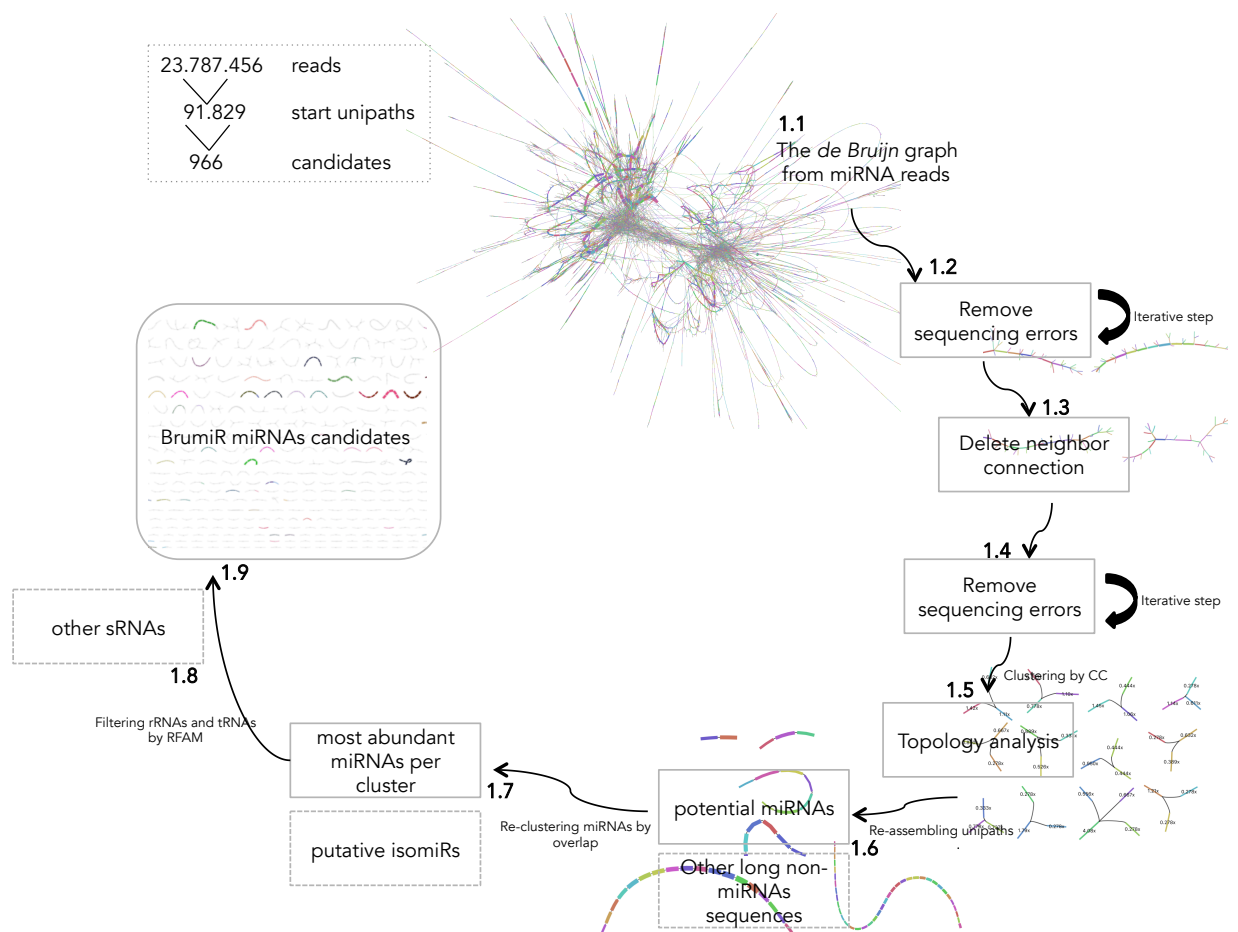 23.787.456 reads
91.829 start unipaths
966 candidates
1.1
The de Bruijn graph
from miRNA reads
1.2
Remove
sequencing errors
Iterative step
1.3
Delete neighbor
connection
1.4
Remove
sequencing errors
Iterative step
1.5
Clustering by CC
Topology analysis
Re-assembling unipaths
1.6
potential miRNAs
Other long non-
miRNAs
sequences
Re-clustering miRNAs by
overlap
1.7
most abundant
miRNAs per
cluster
putative isomiRs
Filtering rRNAs and tRNAs
by RFAM
1.8
other sRNAs
1.9
BrumiR miRNAs candidates